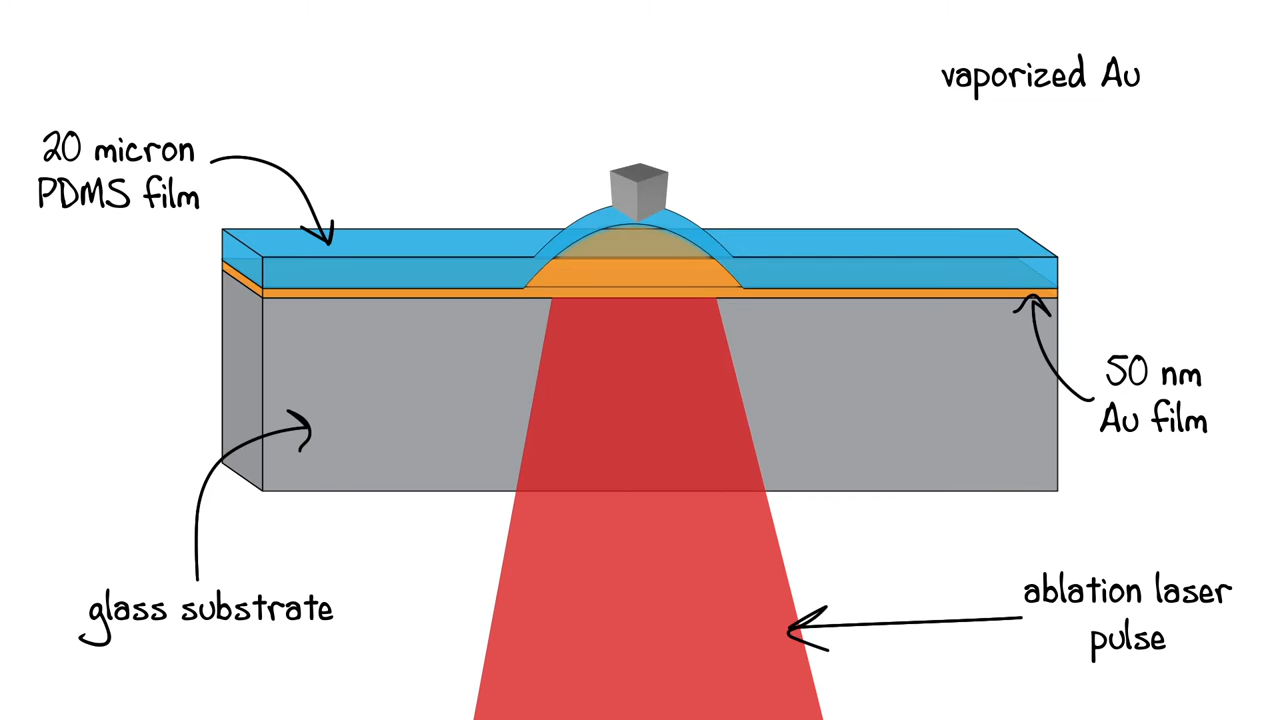 vaporized Au
20 micron
PDMS film
50 nm
Au film
glass substrate
ablation laser
pulse